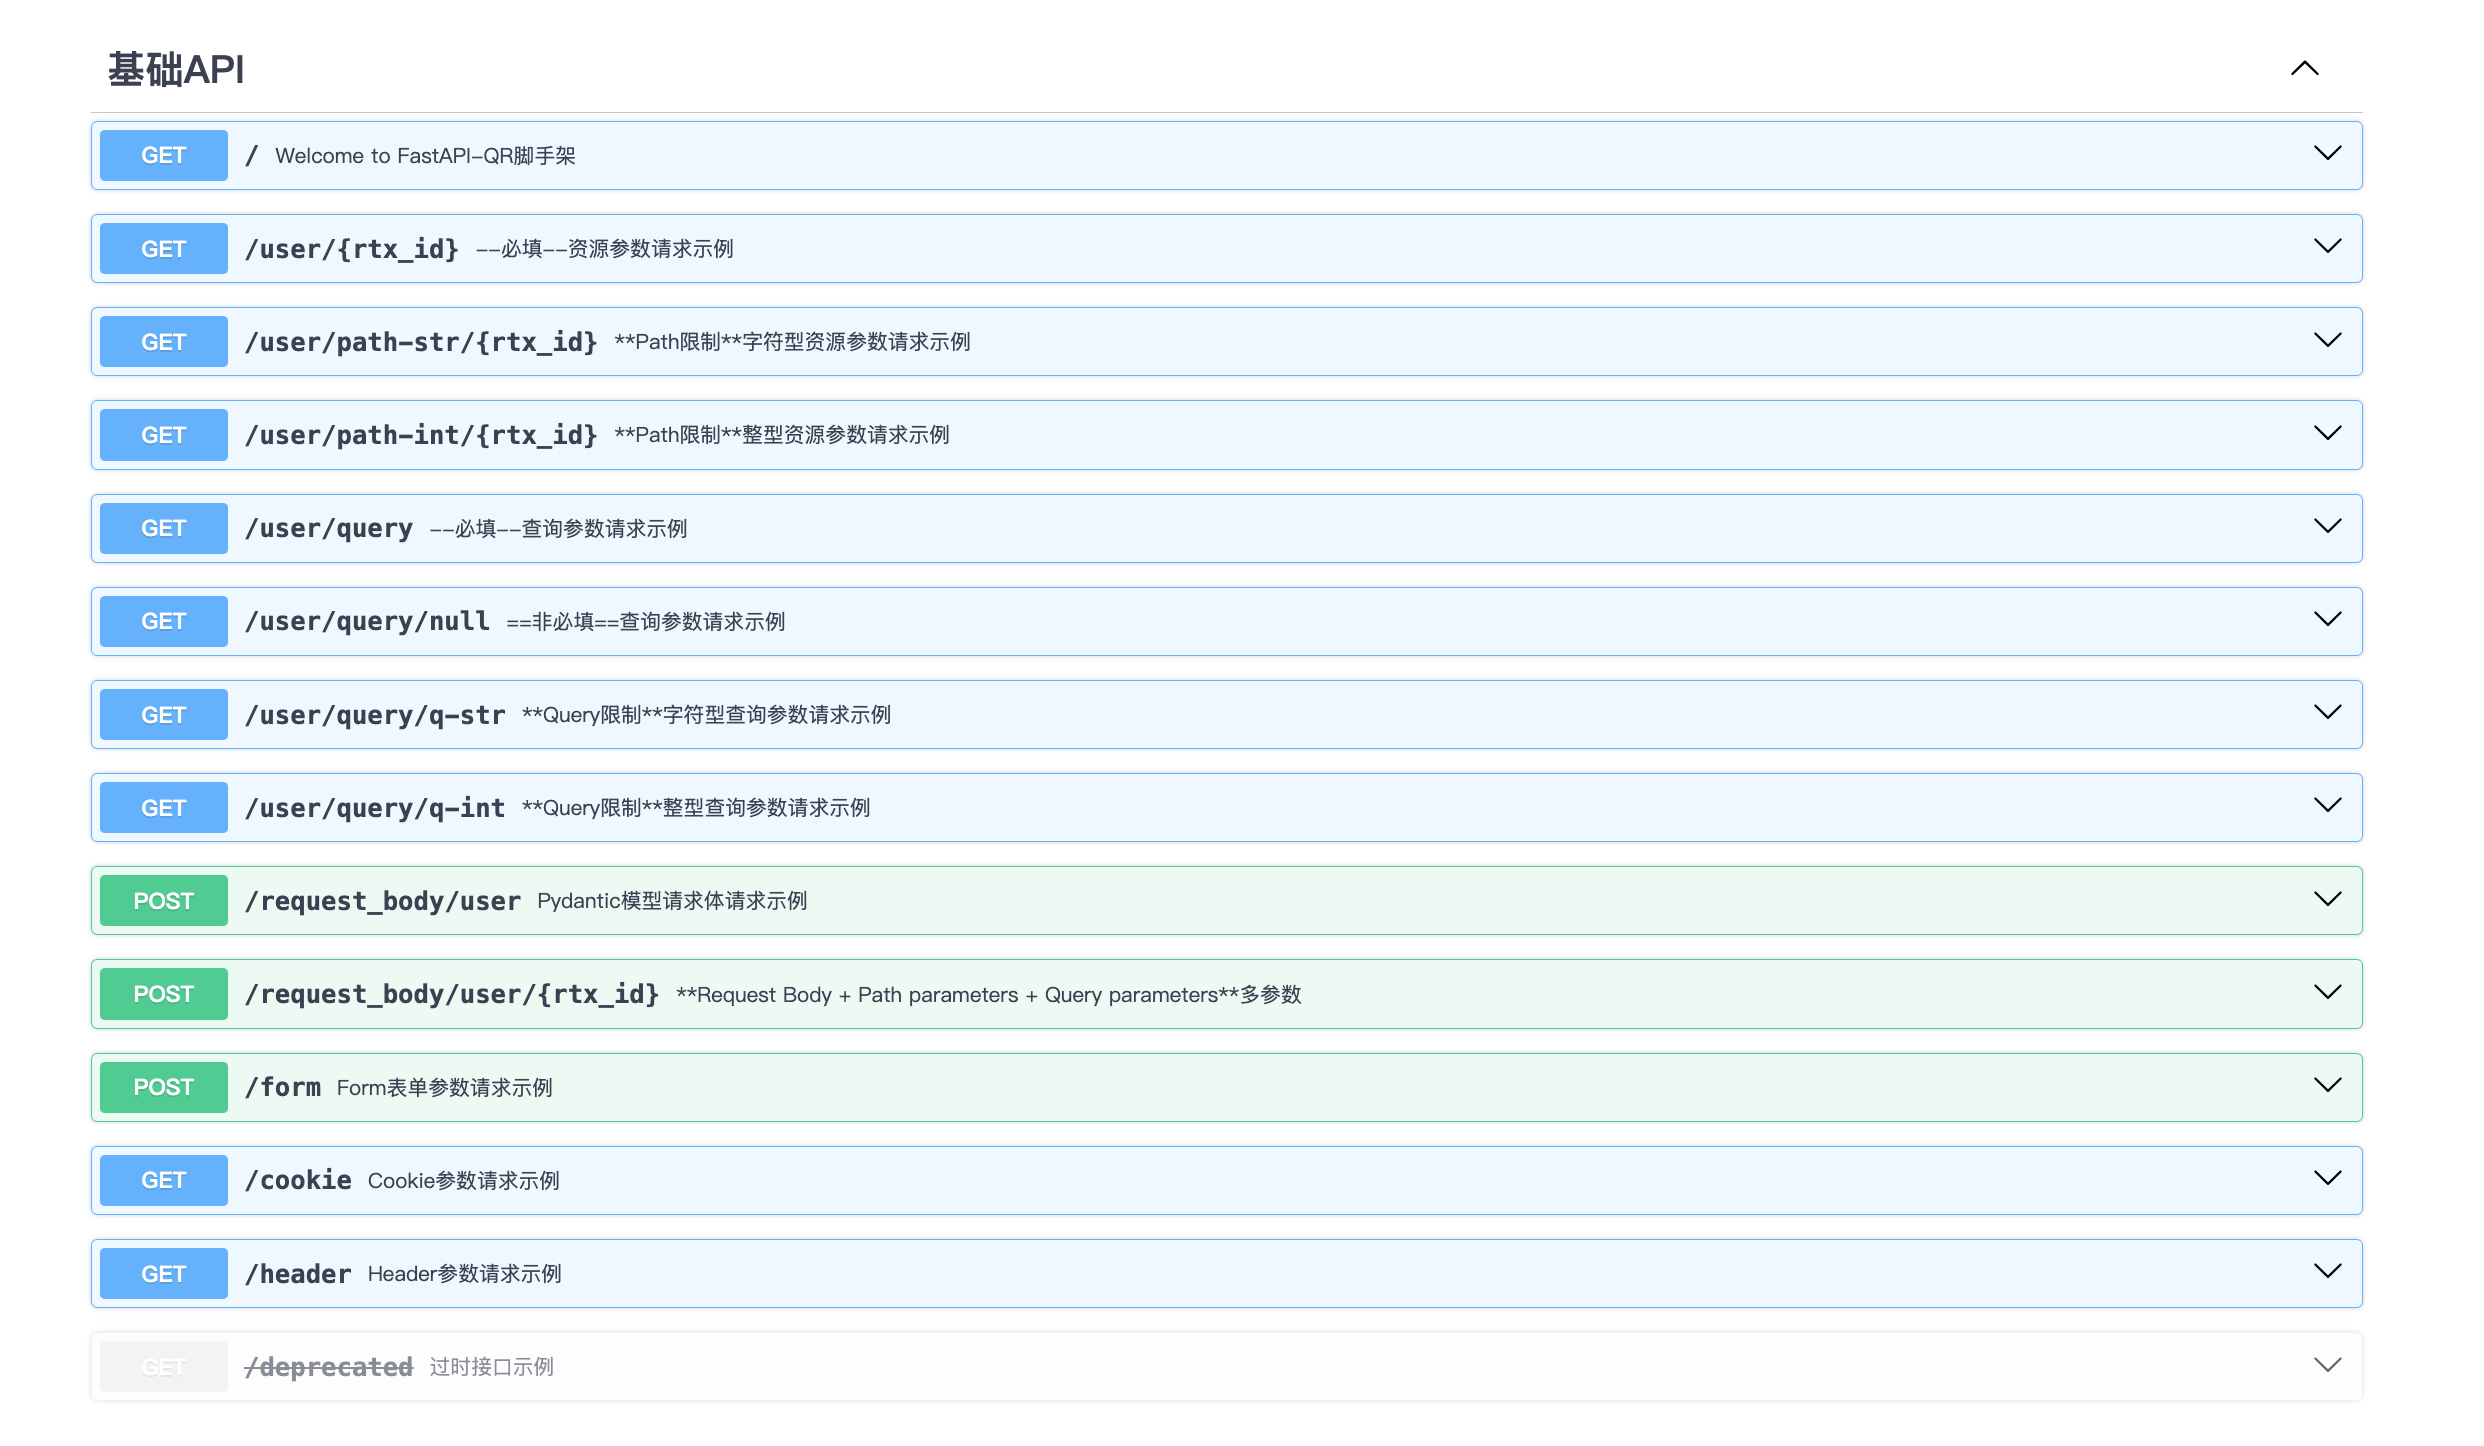 基础API
GET / Welcome to FastAPI-QR脚手架
GET /user/{rtx_id} --必填--资源参数请求示例
GET /user/path-str/{rtx_id} **Path限制**字符型资源参数请求示例
GET /user/path-int/{rtx_id} **Path限制**整型资源参数请求示例
GET /user/query --必填--查询参数请求示例
GET /user/query/null ==非必填==查询参数请求示例
GET /user/query/q-str **Query限制**字符型查询参数请求示例
GET /user/query/q-int **Query限制**整型查询参数请求示例
POST /request_body/user Pydantic模型请求体请求示例
POST /request_body/user/{rtx_id} **Request Body + Path parameters + Query parameters**多参数
POST /form Form表单参数请求示例
GET /cookie Cookie参数请求示例
GET /header Header参数请求示例
GET /deprecated 过时接口示例